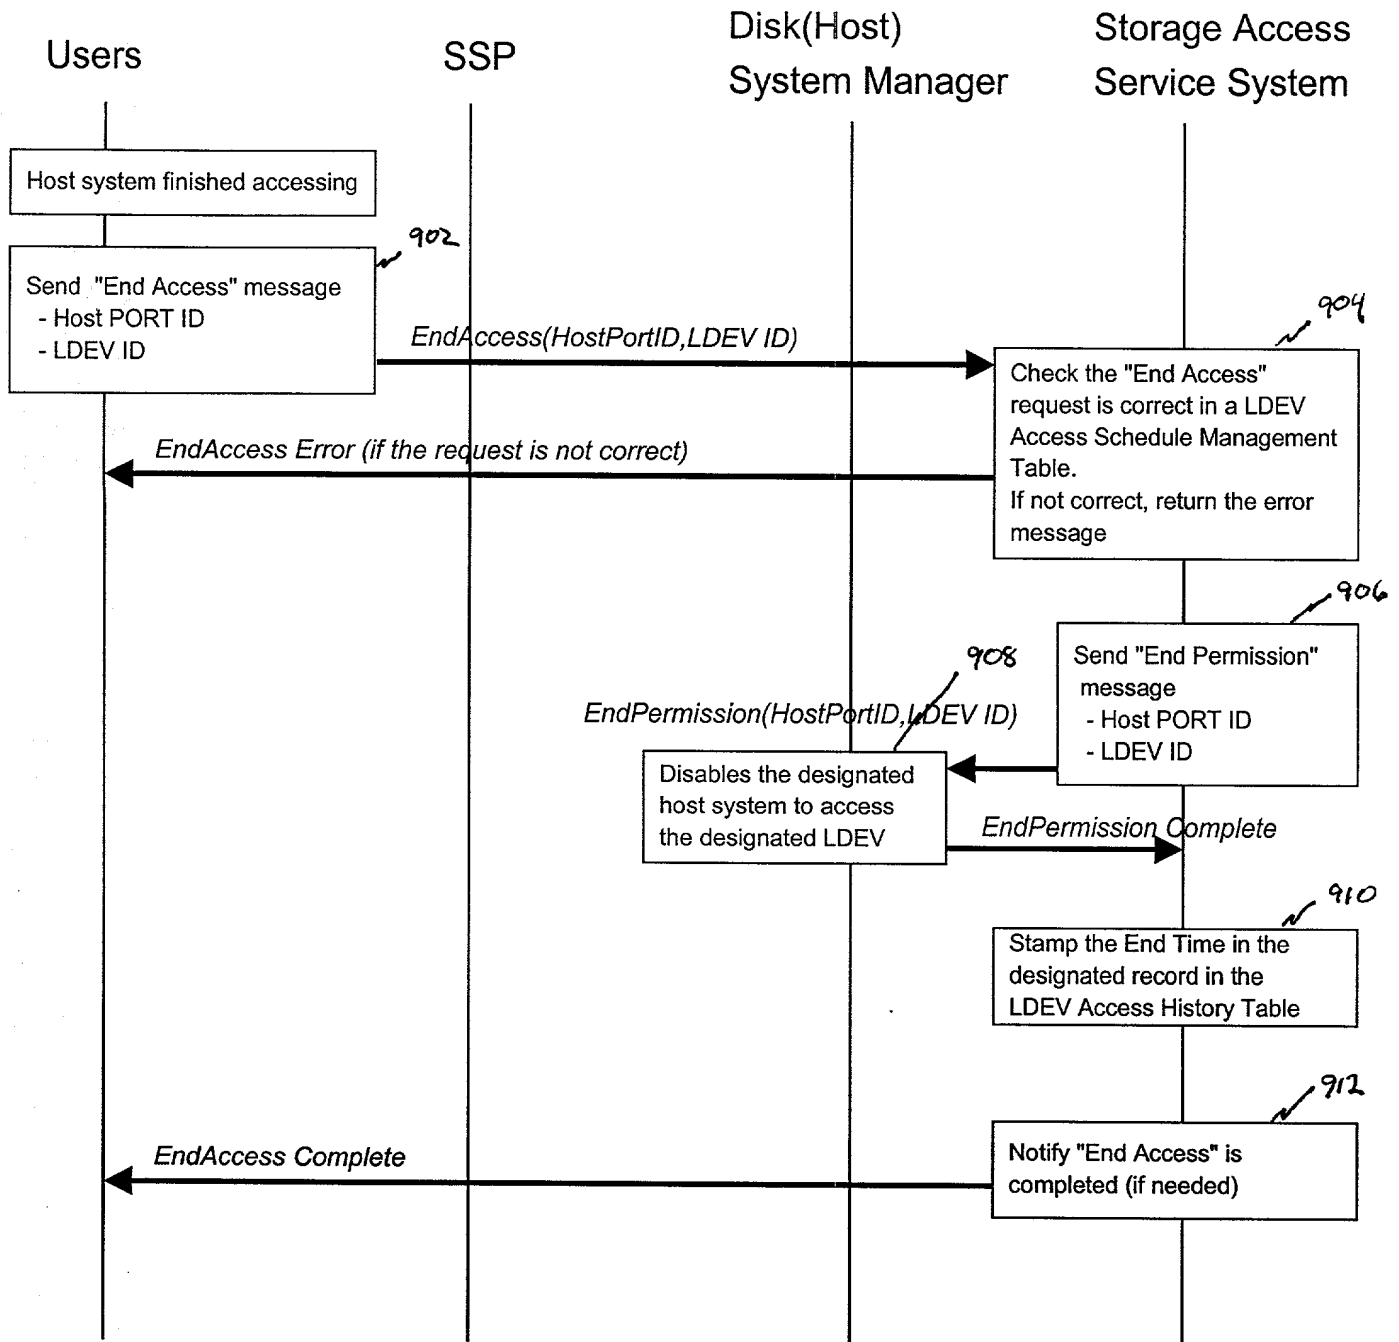 Users
SSP
Disk(Host)
System Manager
Storage Access
Service System
Host system finished accessing
902
Send "End Access" message
- Host PORT ID
- LDEV ID
EndAccess(HostPortID,LDEV ID)
904
Check the "End Access"
request is correct in a LDEV
Access Schedule Management
Table.
If not correct, return the error
message
EndAccess Error (if the request is not correct)
906
Send "End Permission"
message
- Host PORT ID
- LDEV ID
908
EndPermission(HostPortID,LDEV ID)
Disables the designated
host system to access
the designated LDEV
EndPermission Complete
910
Stamp the End Time in the
designated record in the
LDEV Access History Table
912
Notify "End Access" is
completed (if needed)
EndAccess Complete